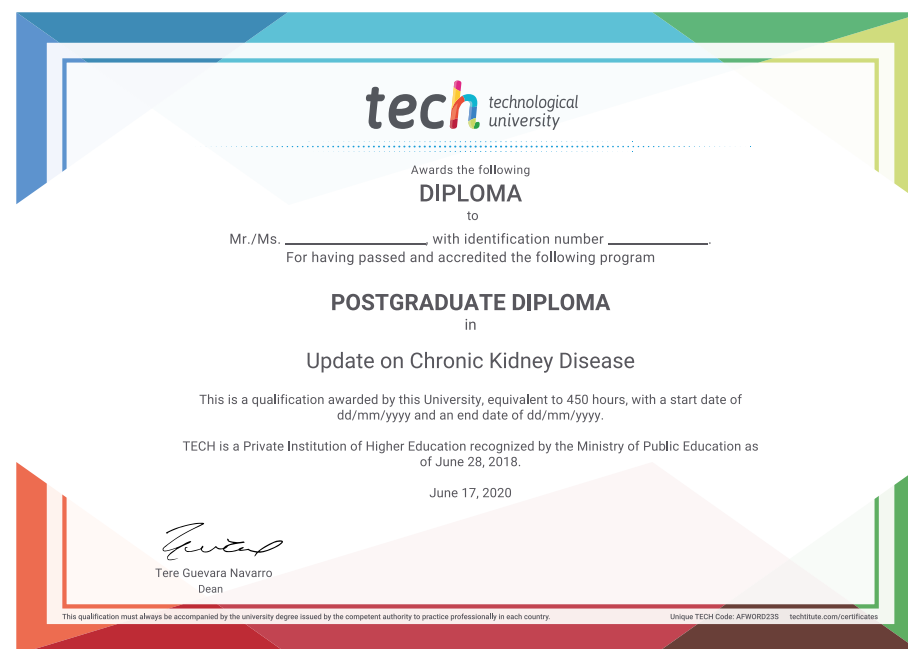 tech technological
university
Awards the following
DIPLOMA
to
Mr./Ms. ________________, with identification number ____________.
For having passed and accredited the following program
POSTGRADUATE DIPLOMA
in
Update on Chronic Kidney Disease
This is a qualification awarded by this University, equivalent to 450 hours, with a start date of
dd/mm/yyyy and an end date of dd/mm/yyyy.
TECH is a Private Institution of Higher Education recognized by the Ministry of Public Education as
of June 28, 2018.
June 17, 2020
Tere Guevara Navarro
Dean
This qualification must always be accompanied by the university degree issued by the competent authority to practice professionally in each country.
Unique TECH Code: AFWORD23S techtitute.com/certificates